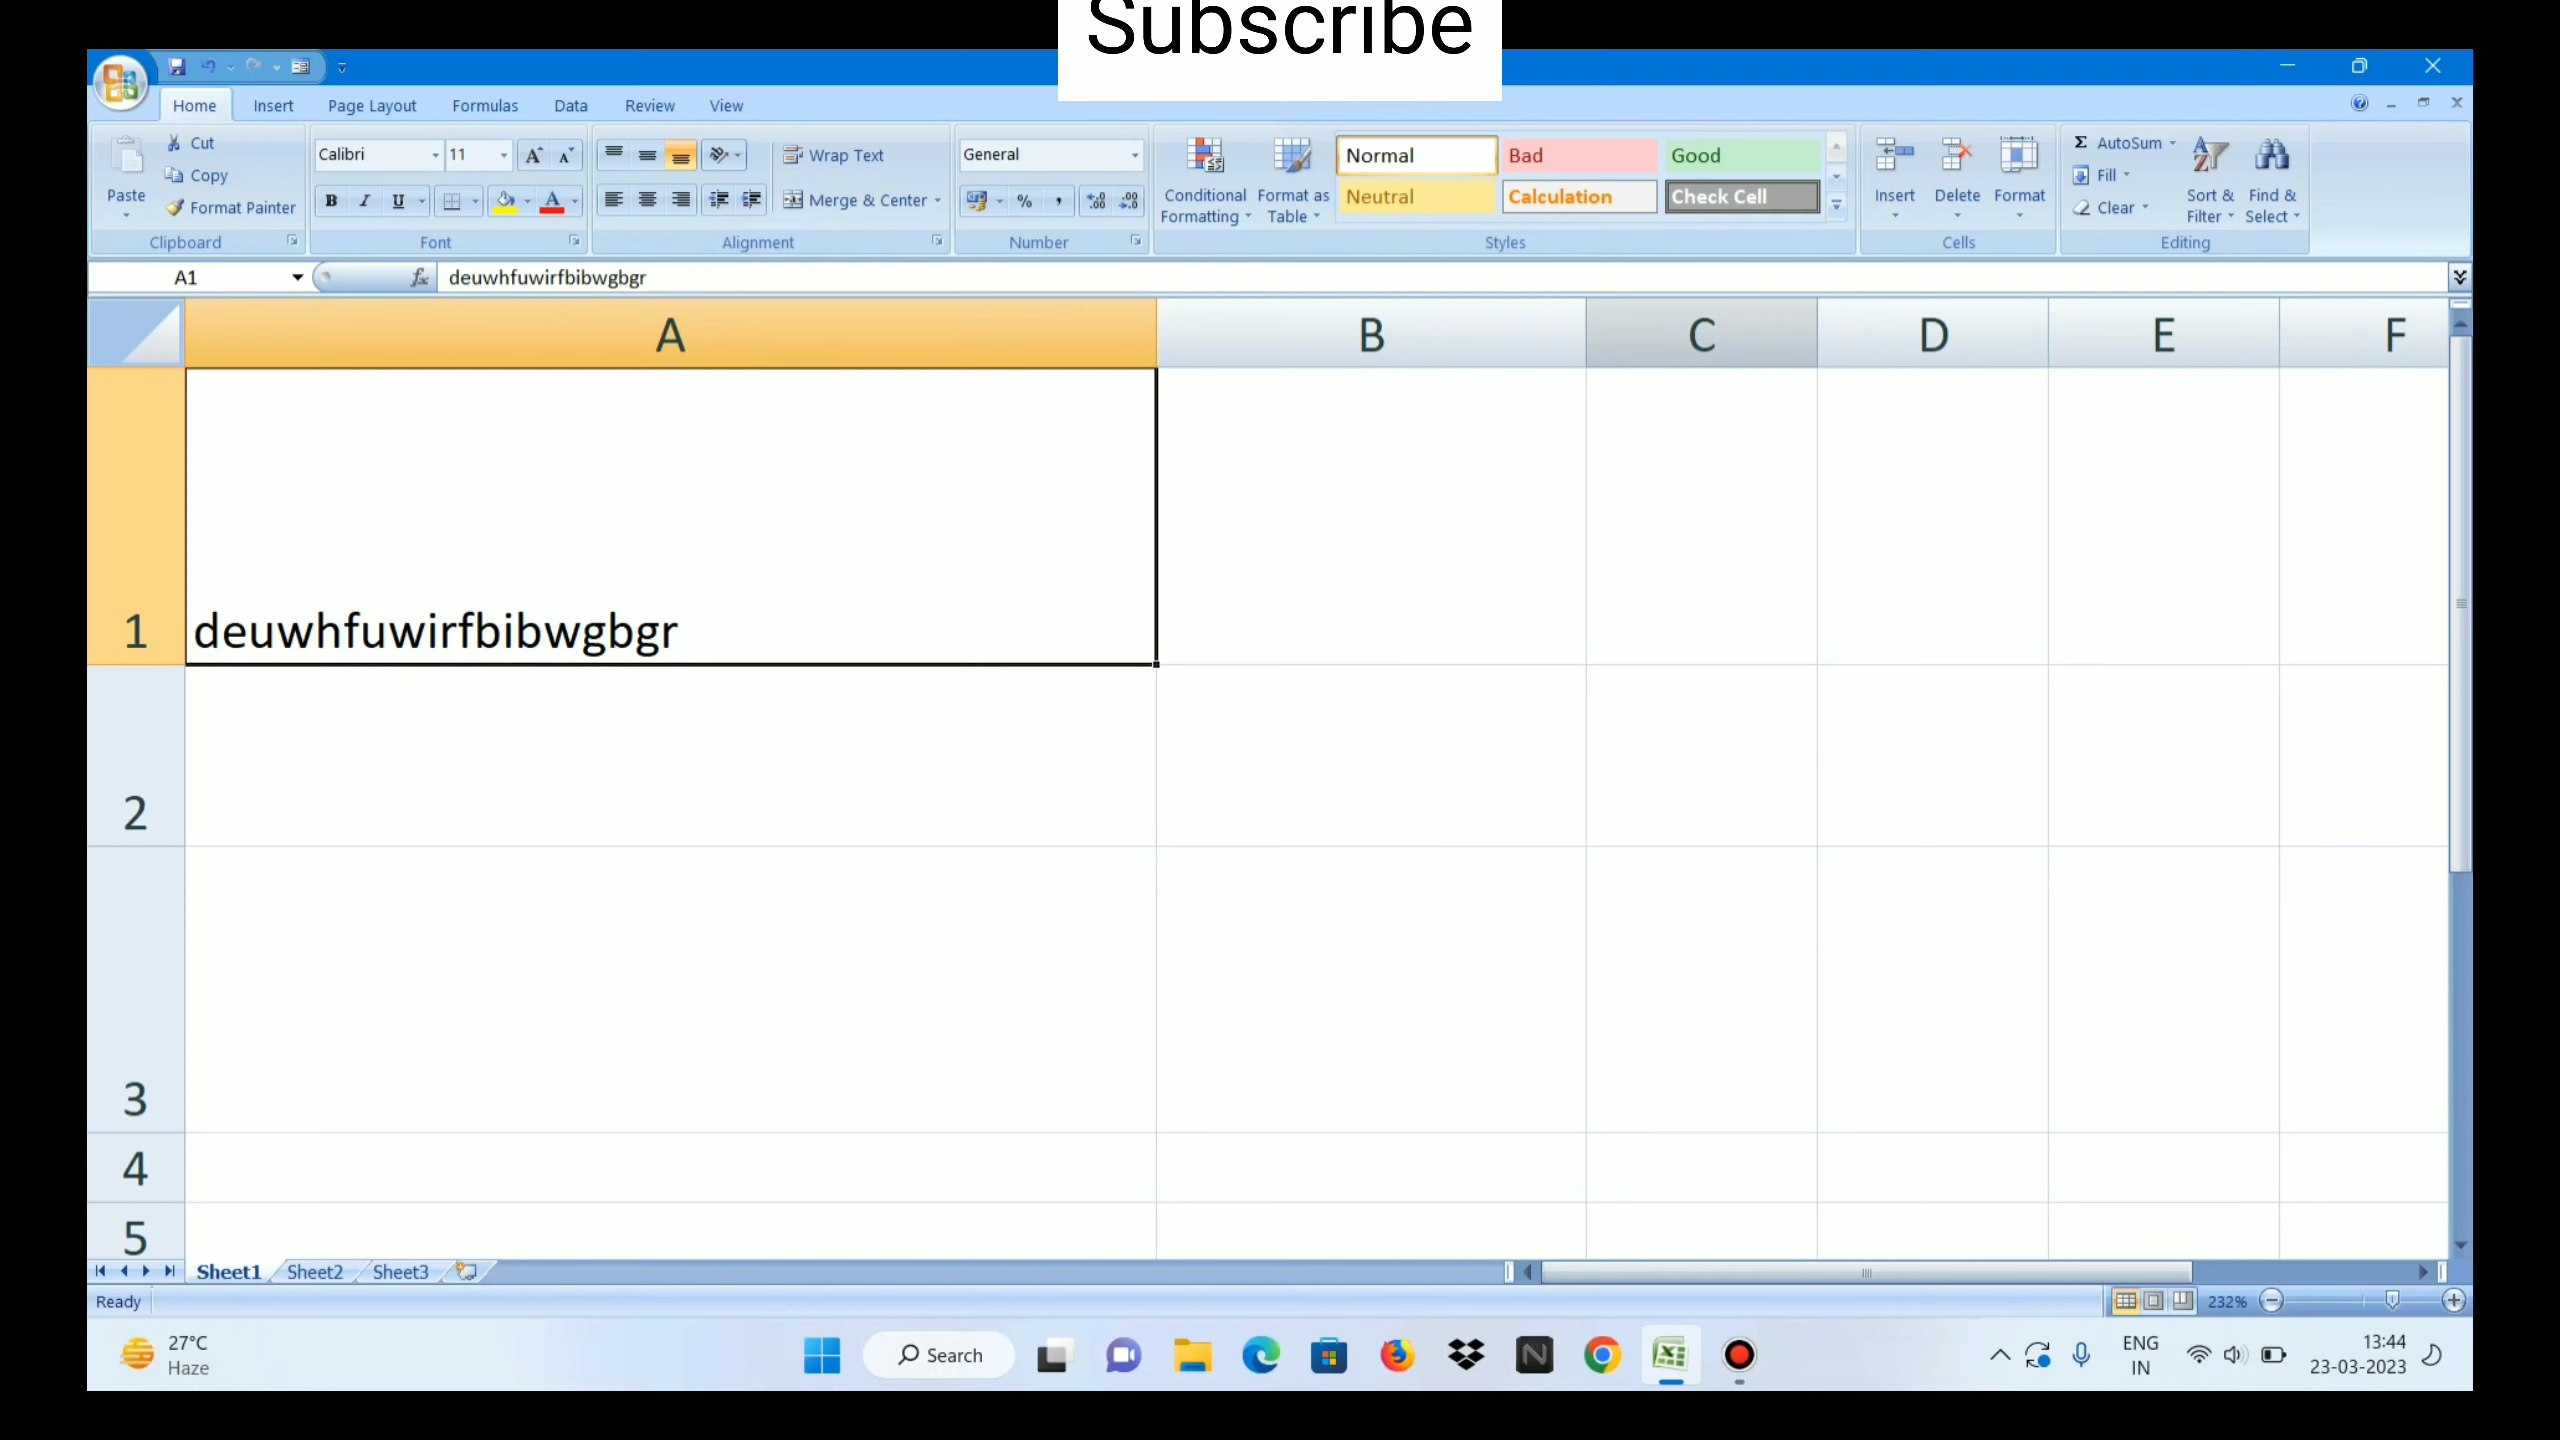 Subscribe
Home Insert Page Layout Formulas Data Review View
Paste
Cut
Copy
Format Painter
Clipboard
Calibri 11
B I U
Font
Wrap Text
Merge & Center
Alignment
General
%
Number
Conditional Formatting
Format as Table
Normal Bad Good
Neutral Calculation Check Cell
Styles
Insert Delete Format
Cells
Σ AutoSum
Fill
Clear
Sort & Filter
Find & Select
Editing
A1 fx deuwhfuwirfbibwgbgr
A B C D E F
1 deuwhfuwirfbibwgbgr
2
3
4
5
Sheet1 Sheet2 Sheet3
Ready 232%
27°C
Haze
Search
ENG
IN
13:44
23-03-2023